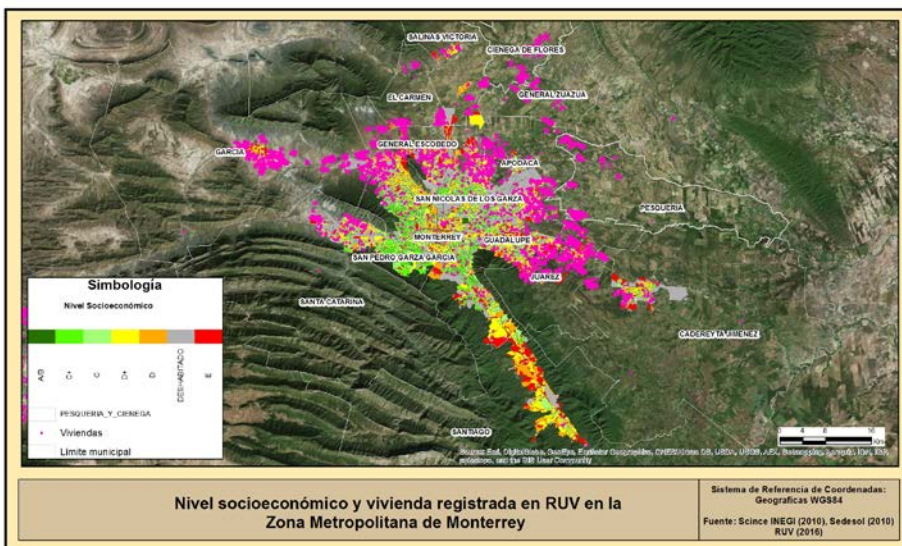 SALINAS VICTORIA
CIENEGA DE FLORES
EL CARMEN
GENERAL ZUAZUA
GENERAL ESCOBEDO
GARCIA
APODACA
SAN NICOLAS DE LOS GARZA
PESQUERIA
MONTERREY
GUADALUPE
SAN PEDRO GARZA GARCIA
JUAREZ
SANTA CATARINA
CADEREYTA JIMENEZ
SANTIAGO
Simbología
Nivel Socioeconómico
A/B
C+
C
D+
D
DESHABITADO
E
PESQUERIA_Y_CIENEGA
Viviendas
Límite municipal
0 4 8 16
Km
Nivel socioeconómico y vivienda registrada en RUV en la
Zona Metropolitana de Monterrey
Sistema de Referencia de Coordenadas:
Geograficas WGS84
Fuente: Scince INEGI (2010), Sedesol (2010)
RUV (2016)